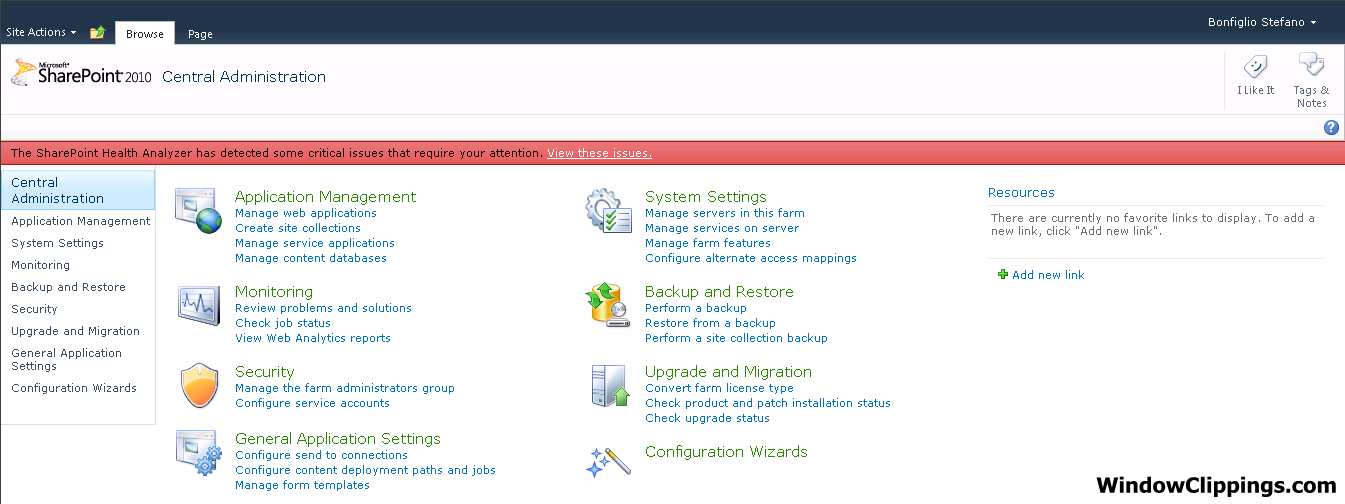 Bonfiglio Stefano
Site Actions
Browse
Page
Microsoft®
SharePoint® 2010
Central Administration
I Like It
Tags &
Notes
?
The SharePoint Health Analyzer has detected some critical issues that require your attention. View these issues.
Central
Administration
Application Management
System Settings
Monitoring
Backup and Restore
Security
Upgrade and Migration
General Application
Settings
Configuration Wizards
Application Management
Manage web applications
Create site collections
Manage service applications
Manage content databases
Monitoring
Review problems and solutions
Check job status
View Web Analytics reports
Security
Manage the farm administrators group
Configure service accounts
General Application Settings
Configure send to connections
Configure content deployment paths and jobs
Manage form templates
System Settings
Manage servers in this farm
Manage services on server
Manage farm features
Configure alternate access mappings
Backup and Restore
Perform a backup
Restore from a backup
Perform a site collection backup
Upgrade and Migration
Convert farm license type
Check product and patch installation status
Check upgrade status
Configuration Wizards
Resources
There are currently no favorite links to display. To add a
new link, click "Add new link".
Add new link
WindowClippings.com